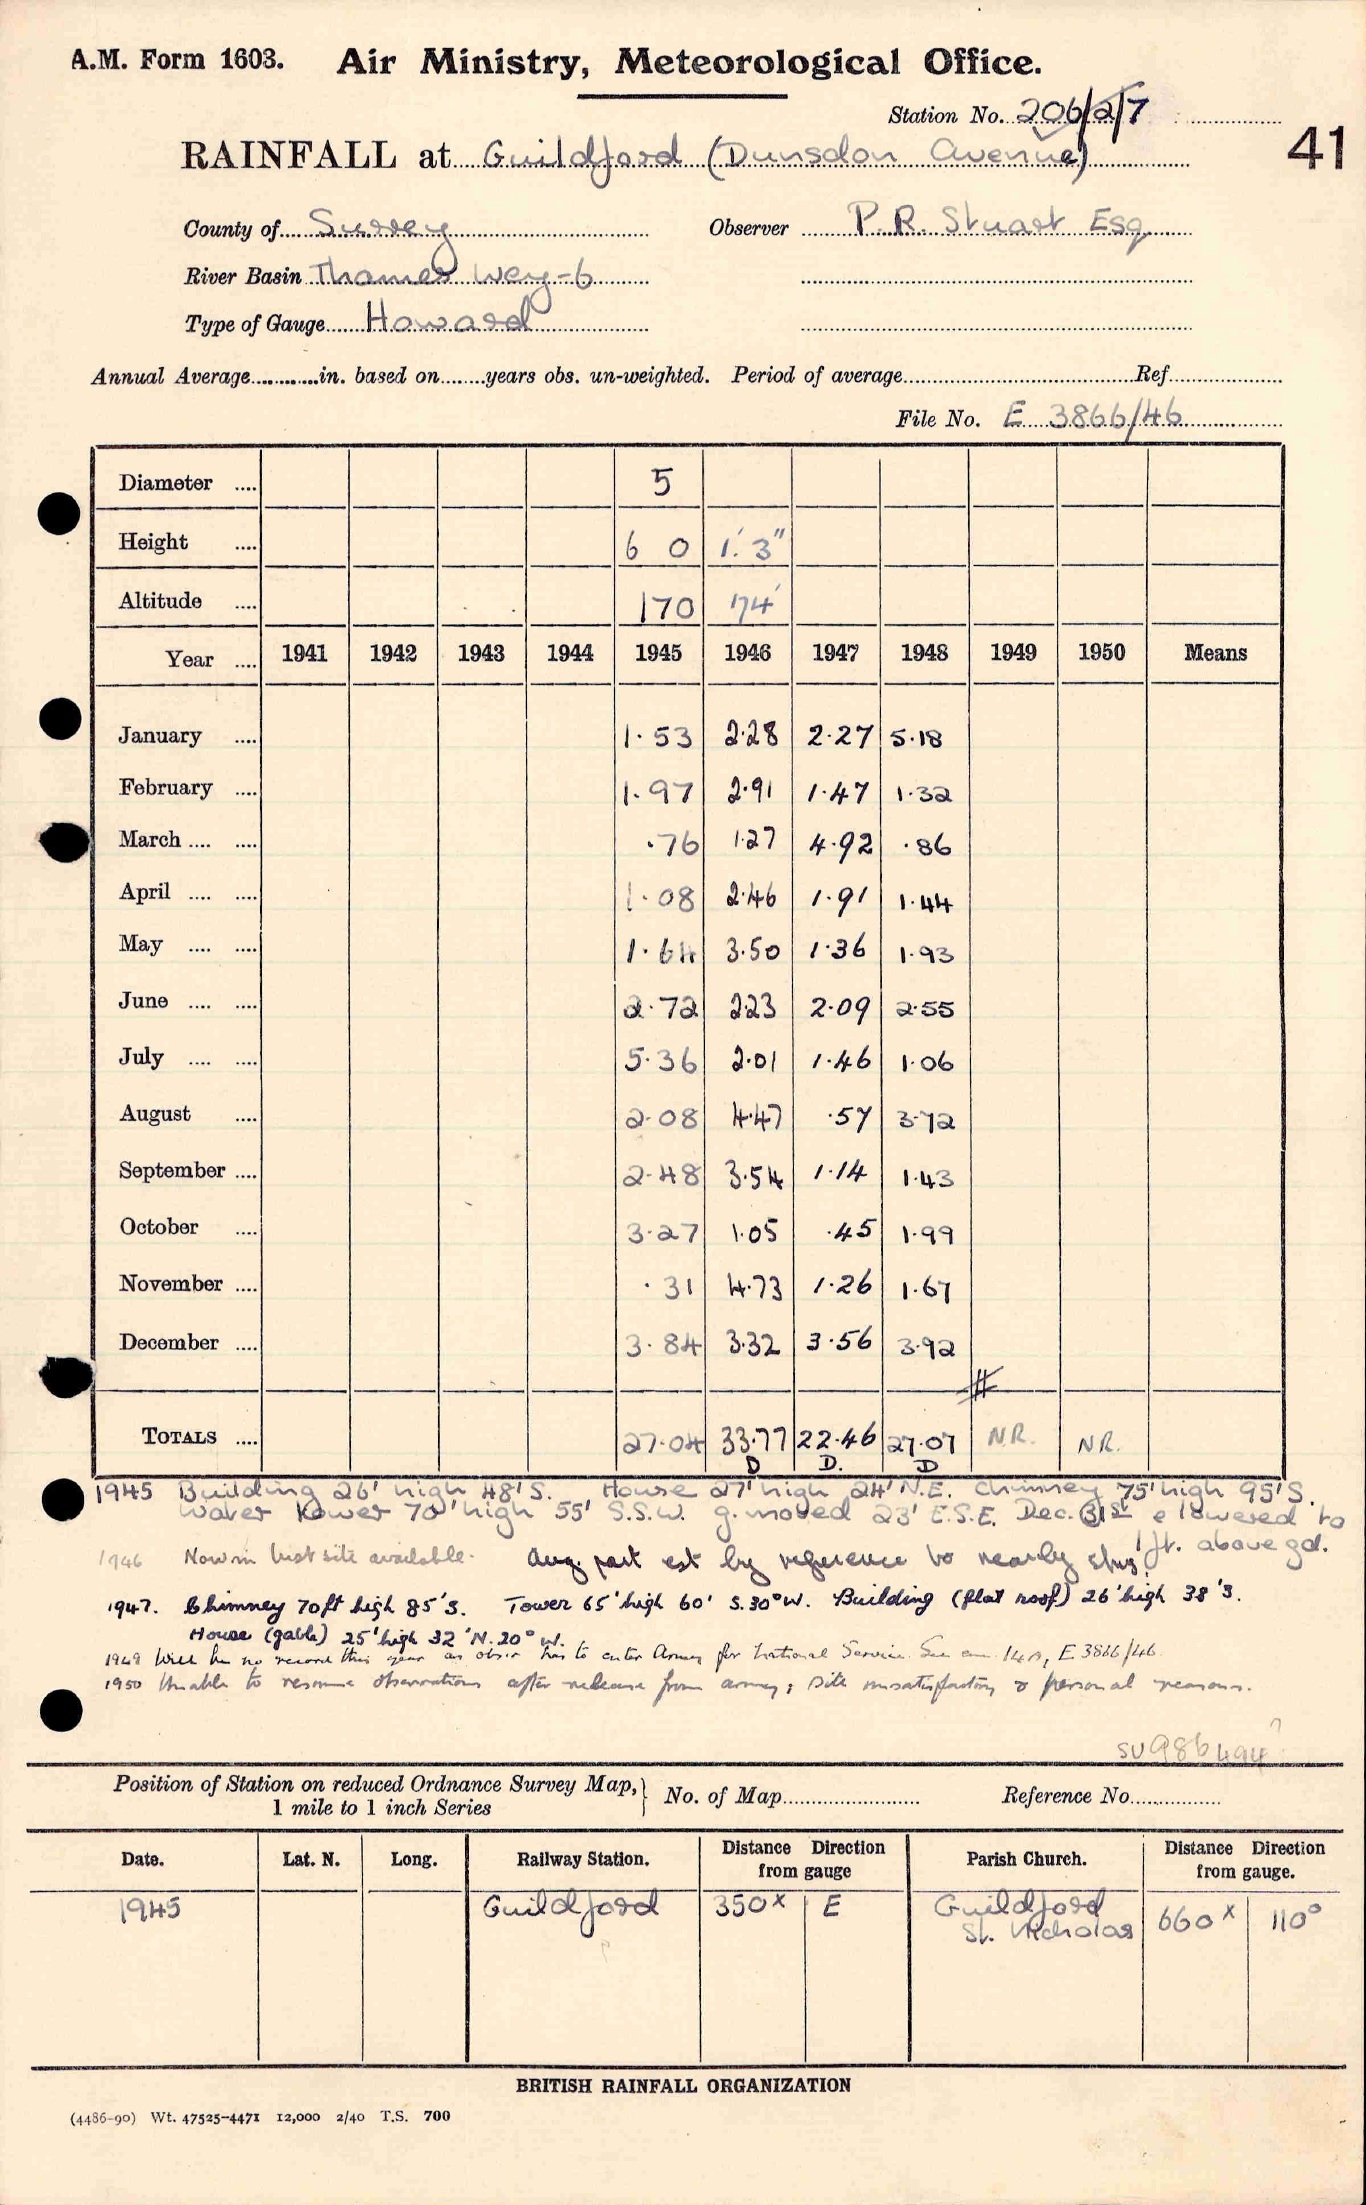 A.M. Form 1603. Air Ministry, Meteorological Office.
Station No. 206/2/7
RAINFALL at Guildford (Dunsdon Avenue) 41
County of Surrey Observer P. R. Stuart Esq
River Basin Thames Wey-6
Type of Gauge Howard
Annual Average............in. based on........years obs. un-weighted. Period of average Ref
File No. E 3866/46
Diameter .... 5
Height .... 6 0 1' 3"
Altitude .... 170 174'
Year .... 1941 1942 1943 1944 1945 1946 1947 1948 1949 1950 Means
January .... 1.53 2.28 2.27 5.18
February .... 1.97 2.91 1.47 1.32
March .... .... .76 1.27 4.92 .86
April .... .... 1.08 2.46 1.91 1.44
May .... .... 1.64 3.50 1.36 1.93
June .... .... 2.72 2.23 2.09 2.55
July .... .... 5.36 2.01 1.46 1.06
August .... 2.08 4.47 .57 3.72
September .... 2.48 3.54 1.14 1.43
October .... 3.27 1.05 .45 1.99
November .... .31 4.73 1.26 1.67
December .... 3.84 3.32 3.56 3.92
TOTALS .... 27.04 33.77 22.46 27.07 N.R. N.R.
D D. D
1945 Building 26' high 48' S. House 27' high 24' N.E. Chimney 75' high 95' S.
Water tower 70' high 55' S.S.W. g. moved 23' E.S.E. Dec. 31st & lowered to
1 ft. above gd.
1946 Now in best site available. Aug. part est by reference to nearby stns.
1947. Chimney 70ft high 85' S. Tower 65' high 60' S.30°W. Building (flat roof) 26' high 38' S.
House (gable) 25' high 32' N.20°W.
1949 Will be no record this year as obsr has to enter Army for National Service. See E.3866/46
1950 Unable to resume observations after release from army; site unsatisfactory & personal reasons.
SU 986494 ?
Position of Station on reduced Ordnance Survey Map, No. of Map Reference No.
1 mile to 1 inch Series
Date. Lat. N. Long. Railway Station. Distance Direction from gauge Parish Church. Distance Direction from gauge.
1945 Guildford 350x E Guildford St. Nicholas 660x 110°
BRITISH RAINFALL ORGANIZATION
(4486-90) Wt. 47525-4471 12,000 2/40 T.S. 700